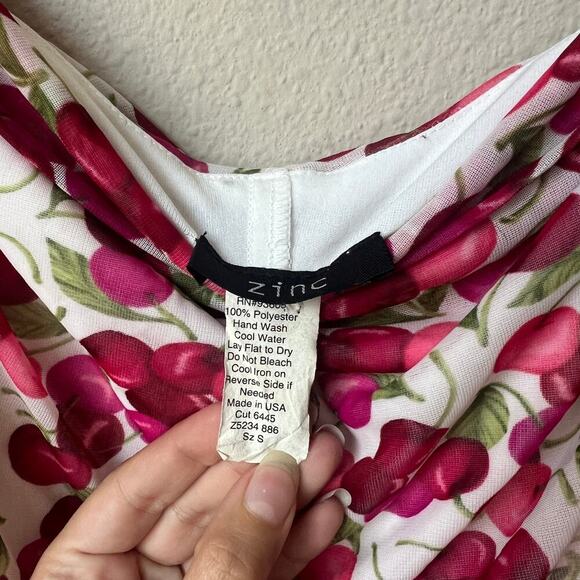 zinc
100% Polyester
Hand Wash
Cool Water
Lay Flat to Dry
Do Not Bleach
Cool Iron on
Reverse Side if
Needed
Made in USA
Cut 6445
Z5234 886
Sz S